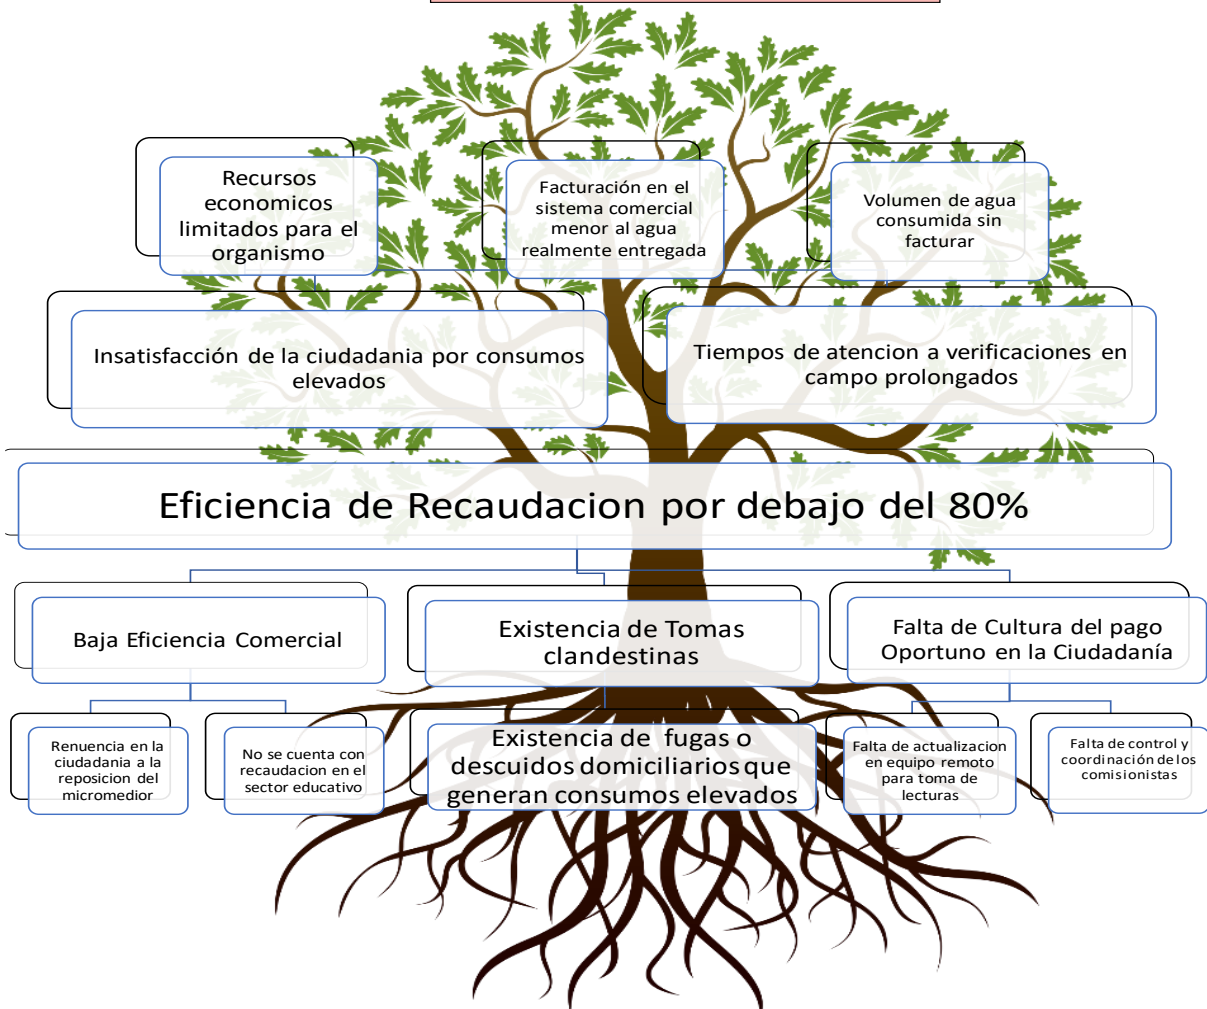 Recursos
economicos
limitados para el
organismo
Facturación en el
sistema comercial
menor al agua
realmente entregada
Volumen de agua
consumida sin
facturar
Insatisfacción de la ciudadania por consumos
elevados
Tiempos de atencion a verificaciones en
campo prolongados
Eficiencia de Recaudacion por debajo del 80%
Baja Eficiencia Comercial
Existencia de Tomas
clandestinas
Falta de Cultura del pago
Oportuno en la Ciudadanía
Renuencia en la
ciudadania a la
reposicion del
micromedior
No se cuenta con
recaudacion en el
sector educativo
Existencia de fugas o
descuidos domiciliarios que
generan consumos elevados
Falta de actualizacion
en equipo remoto
para toma de
lecturas
Falta de control y
coordinación de los
comisionistas